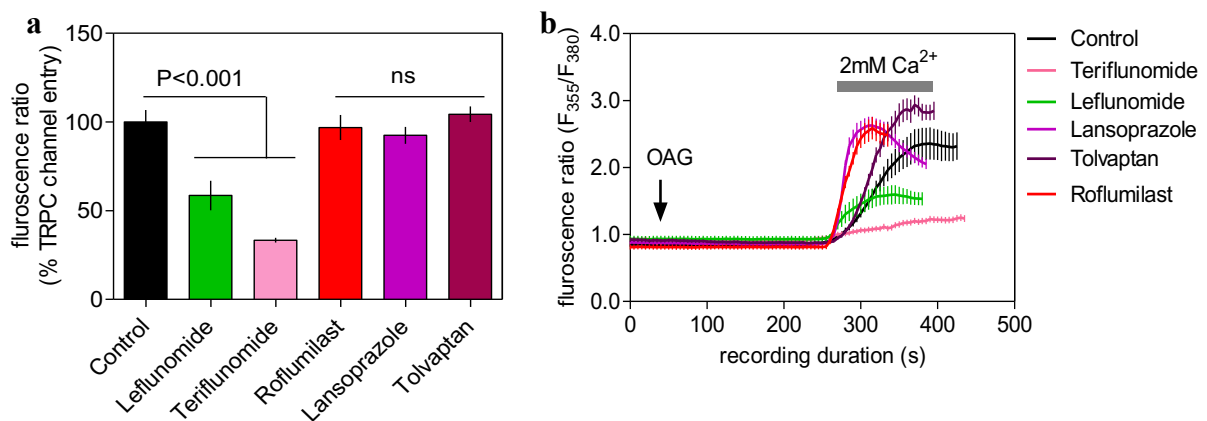 a
fluroscence ratio
(% TRPC channel entry)
150
100
50
0
P<0.001
ns
Control
Leflunomide
Teriflunomide
Roflumilast
Lansoprazole
Tolvaptan
b
fluroscence ratio (F355/F380)
4.0
3.0
2.0
1.0
0.0
2mM Ca²⁺
OAG
0 100 200 300 400 500
recording duration (s)
Control
Teriflunomide
Leflunomide
Lansoprazole
Tolvaptan
Roflumilast